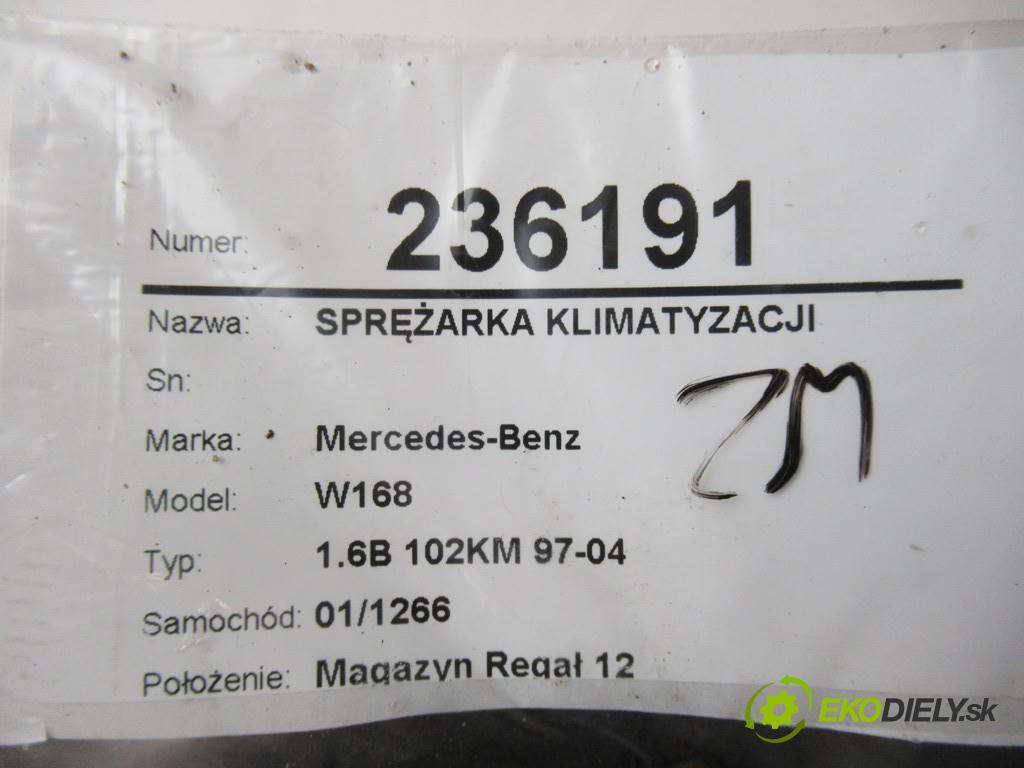 Numer: 236191
Nazwa: SPRĘŻARKA KLIMATYZACJI
Sn:
ZM
Marka: Mercedes-Benz
Model: W168
Typ: 1.6B 102KM 97-04
Samochód: 01/1266
Położenie: Magazyn Regał 12
EKODIELY.sk